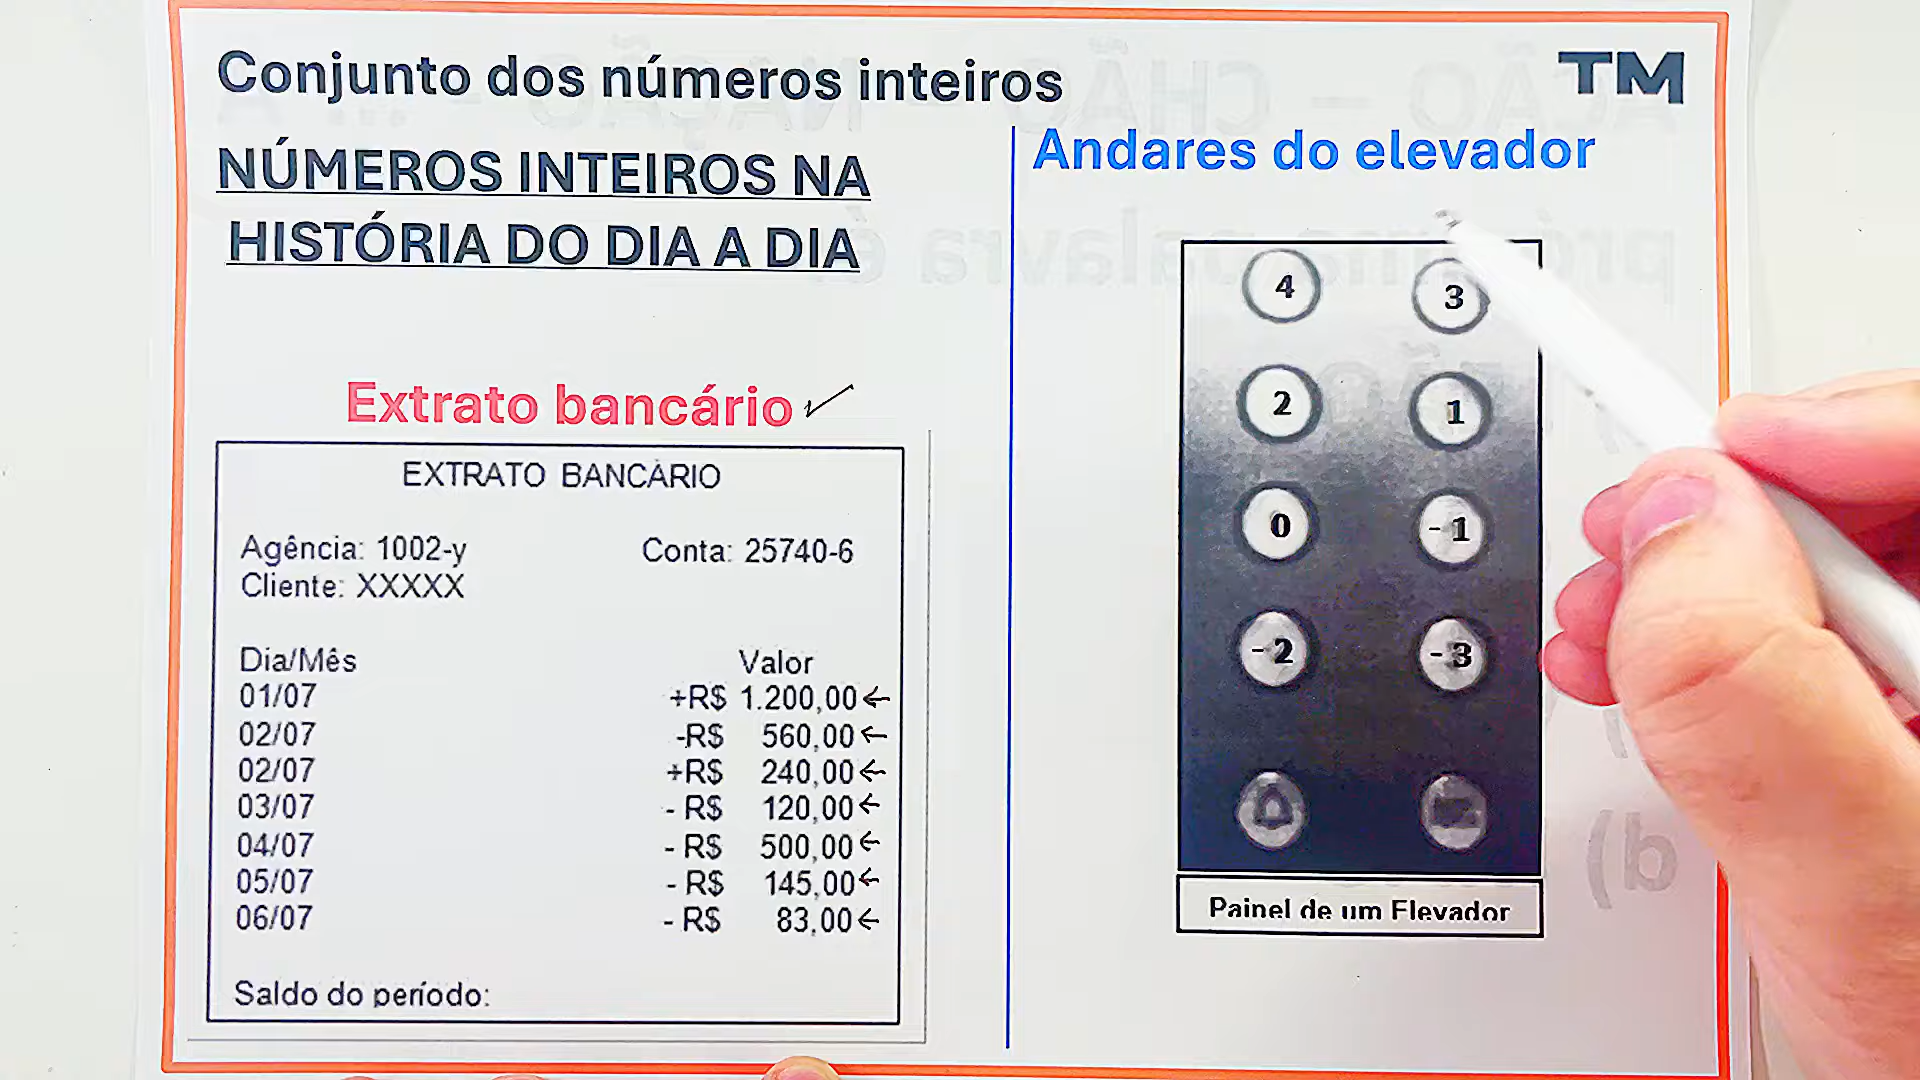 Conjunto dos números inteiros
TM
NÚMEROS INTEIROS NA
HISTÓRIA DO DIA A DIA
Extrato bancário
EXTRATO BANCÁRIO
Agência: 1002-y Conta: 25740-6
Cliente: XXXXX
Dia/Mês Valor
01/07 +R$ 1.200,00
02/07 -R$ 560,00
02/07 +R$ 240,00
03/07 - R$ 120,00
04/07 - R$ 500,00
05/07 - R$ 145,00
06/07 - R$ 83,00
Saldo do período:
Andares do elevador
4 3
2 1
0 -1
-2 -3
Painel de um Elevador